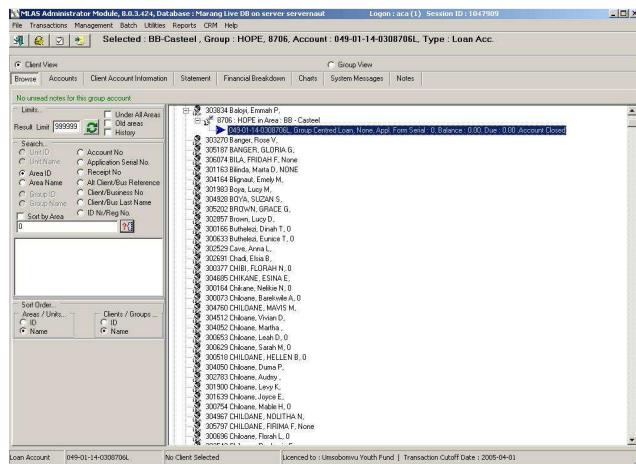 MLAS Administrator Module, 8.0.3.424, Database : Marang Live DB on server servernaut Logon : aca (1) Session ID : 1047909
File Transactions Management Batch Utilities Reports CRM Help
Selected : BB-Casteel , Group : HOPE, 8706, Account : 049-01-14-0308706L, Type : Loan Acc.
Client View Group View
Browse Accounts Client Account Information Statement Financial Breakdown Charts System Messages Notes
No unread notes for this group account
Limits...
Under All Areas
Result Limit 999999 Old areas
History
Search...
Unit ID Account No
Unit Name Application Serial No.
Area ID Receipt No
Area Name Alt Client/Bus Reference
Group ID Client/Business No
Group Name Client/Bus Last Name
Sort by Area ID Nr/Reg No.
0
Sort Order...
Areas / Units... Clients / Groups ...
ID ID
Name Name
303834 Baloyi, Emmah P,
8706 : HOPE in Area : BB - Casteel
049-01-14-0308706L, Group Centred Loan, None, Appl. Form Serial : 0, Balance : 0.00, Due : 0.00 ,Account Closed
303270 Banger, Rose V,
305187 BANGER, GLORIA G,
306074 BILA, FRIDAH F, None
301163 Bilinda, Marta D, NONE
304164 Blignaut, Emely M,
301983 Boya, Lucy M,
304928 BOYA, SUZAN S,
305202 BROWN, GRACE G,
302857 Brown, Lucy D,
300166 Buthelezi, Dinah T, 0
300633 Buthelezi, Eunice T, 0
302529 Cave, Anna L,
302691 Chadi, Elsia B,
300377 CHIBI, FLORAH N, 0
304685 CHIKANE, ESINA E,
300164 Chikane, Nelikie N, 0
300073 Chiloane, Barekwile A, 0
304760 CHILOANE, MAVIS M,
304512 Chiloane, Vivian D,
304052 Chiloane, Martha ,
300653 Chiloane, Leah D, 0
300629 Chiloane, Sarah M, 0
300518 CHILOANE, HELLEN B, 0
304050 Chiloane, Duma P,
302783 Chiloane, Audrey ,
301900 Chiloane, Levy K,
301639 Chiloane, Joyce E,
300754 Chiloane, Mable H, 0
304967 CHILOANE, NOLITHA N,
305797 CHILOANE, FIRIMA F, None
300696 Chiloane, Florah L, 0
Loan Account 049-01-14-0308706L No Client Selected Licenced to : Umsobomvu Youth Fund | Transaction Cutoff Date : 2005-04-01